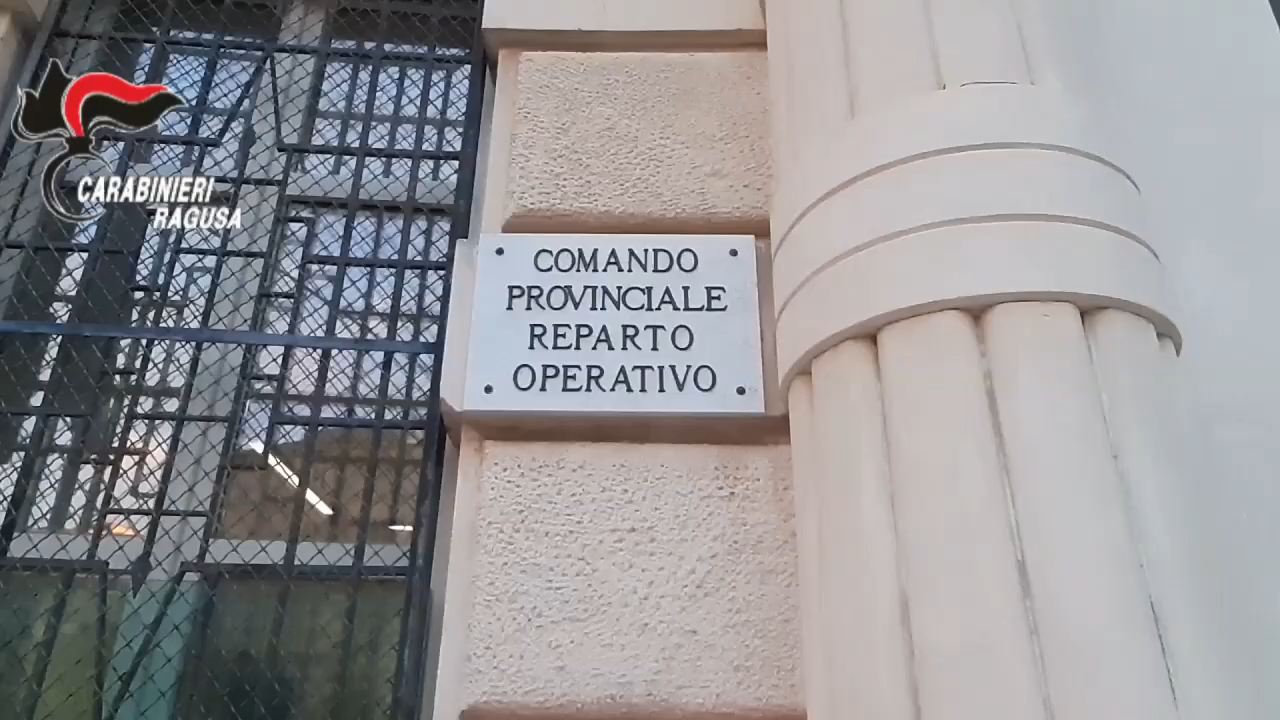 CARABINIERI
RAGUSA
COMANDO
PROVINCIALE
REPARTO
OPERATIVO